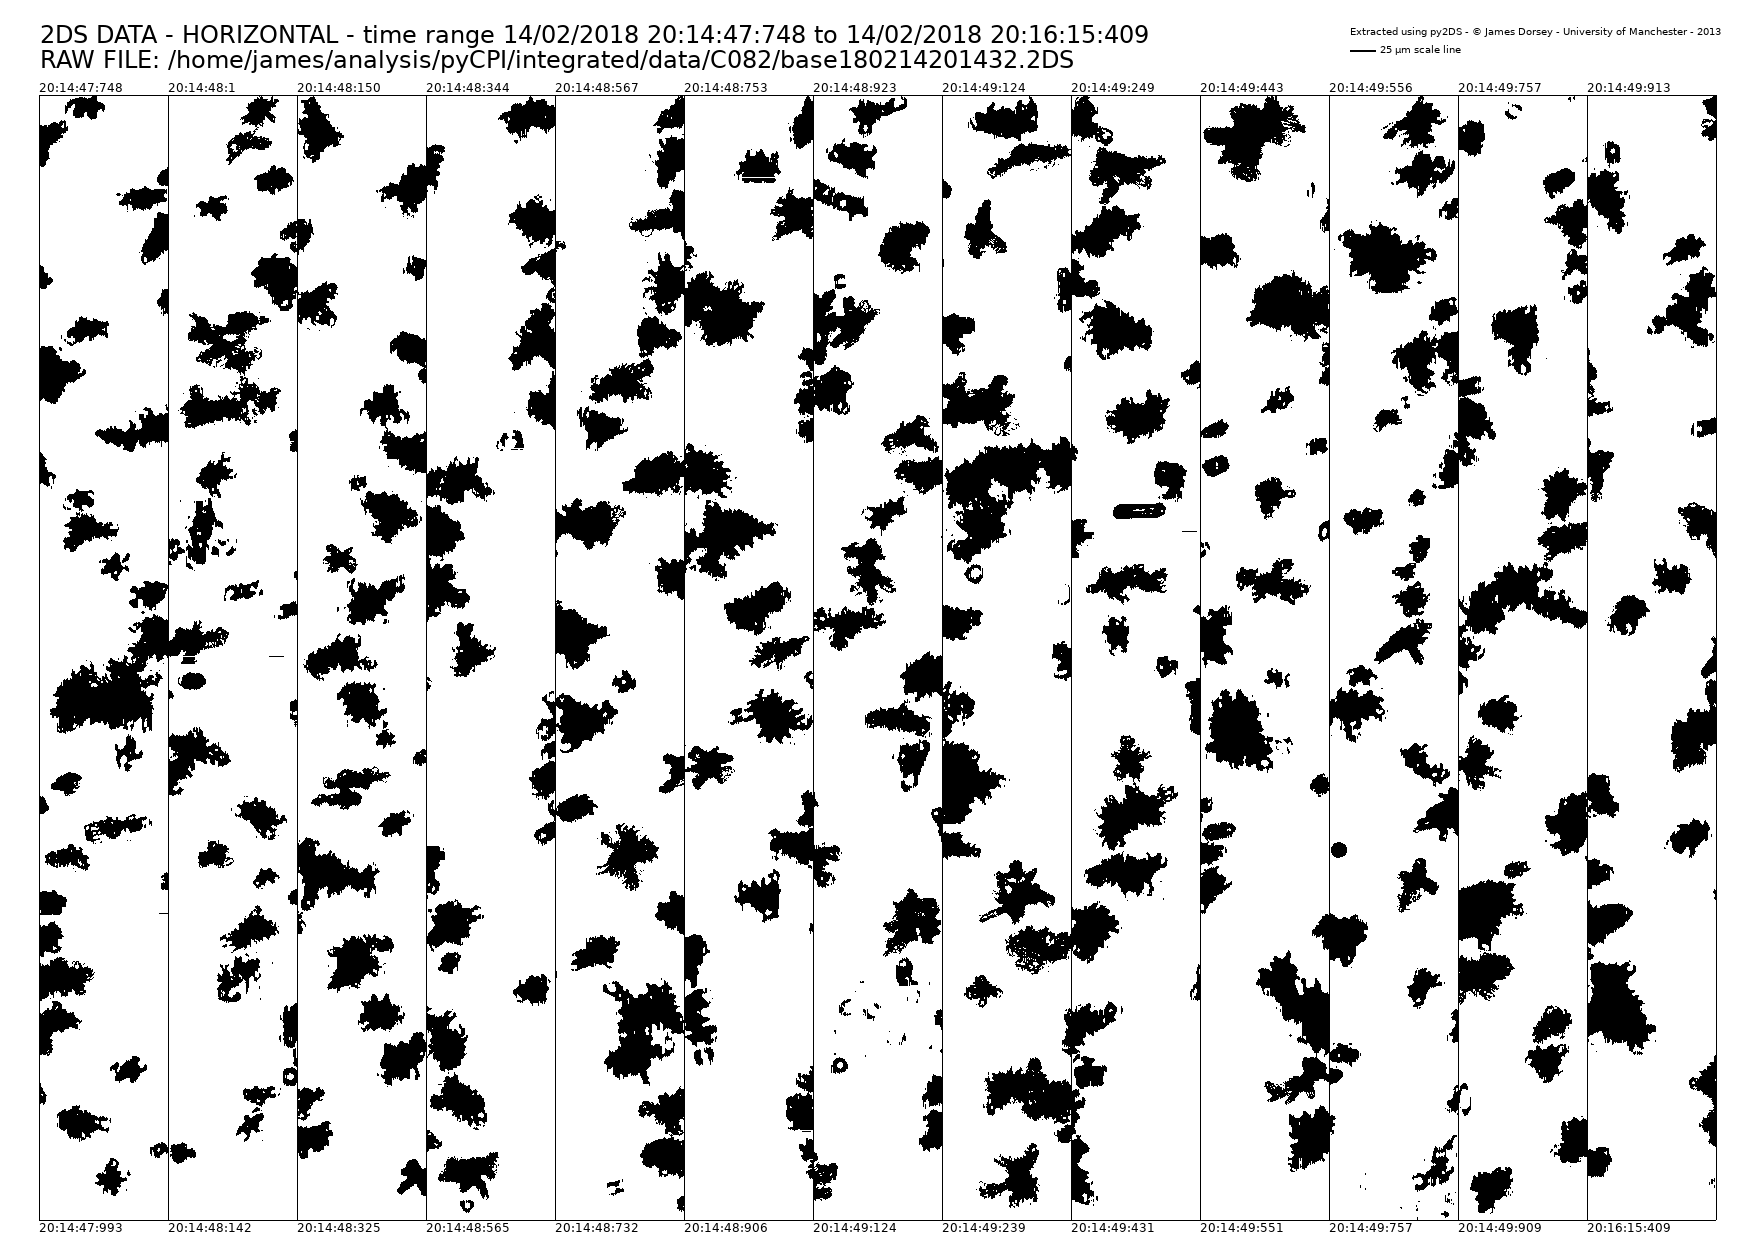 2DS DATA - HORIZONTAL - time range 14/02/2018 20:14:47:748 to 14/02/2018 20:16:15:409
RAW FILE: /home/james/analysis/pyCPI/integrated/data/C082/base180214201432.2DS
Extracted using py2DS - © James Dorsey - University of Manchester - 2013
25 µm scale line
20:14:47:748 20:14:48:1 20:14:48:150 20:14:48:344 20:14:48:567 20:14:48:753 20:14:48:923 20:14:49:124 20:14:49:249 20:14:49:443 20:14:49:556 20:14:49:757 20:14:49:913
20:14:47:993 20:14:48:142 20:14:48:325 20:14:48:565 20:14:48:732 20:14:48:906 20:14:49:124 20:14:49:239 20:14:49:431 20:14:49:551 20:14:49:757 20:14:49:909 20:16:15:409